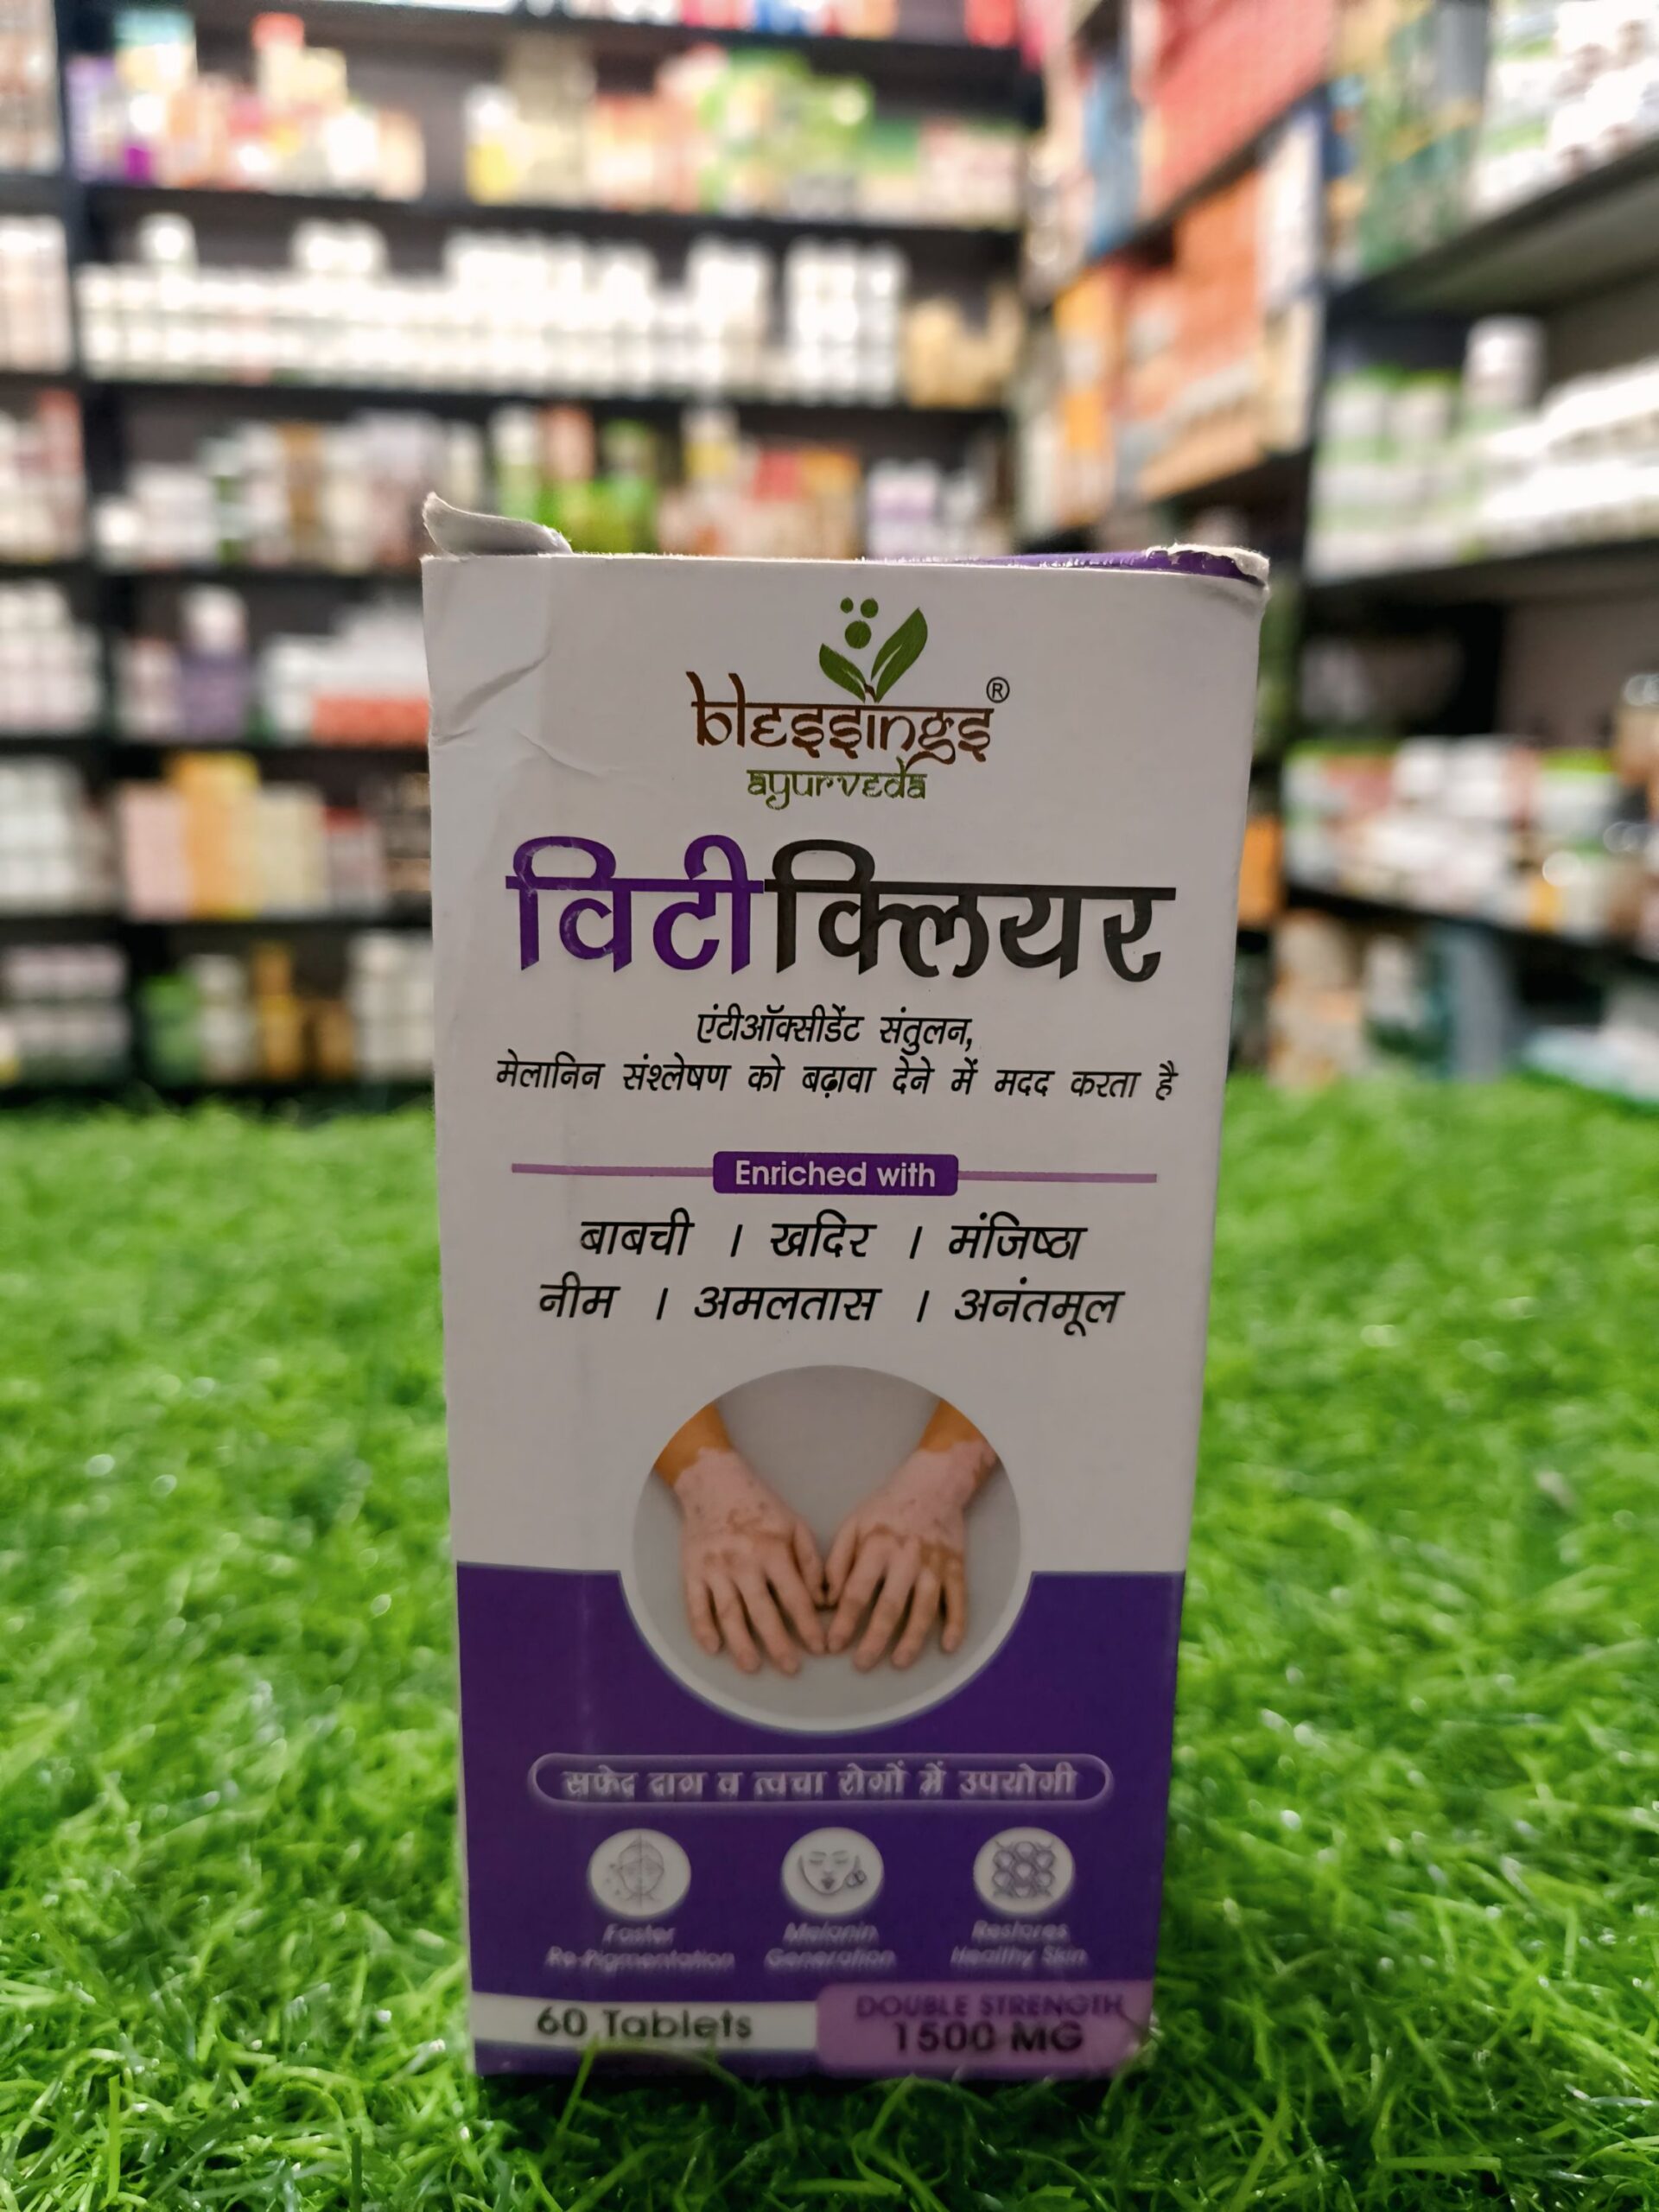 blessings®
ayurveda
विटीक्लियर
एंटीऑक्सीडेंट संतुलन,
मेलानिन संश्लेषण को बढ़ावा देने में मदद करता है
Enriched with
बाबची । खदिर । मंजिष्ठा
नीम । अमलतास । अनंतमूल
सफेद दाग व त्वचा रोगों में उपयोगी
Faster Melanin Restores
Re-Pigmentation Generation Healthy Skin
60 Tablets DOUBLE STRENGTH
1500 MG